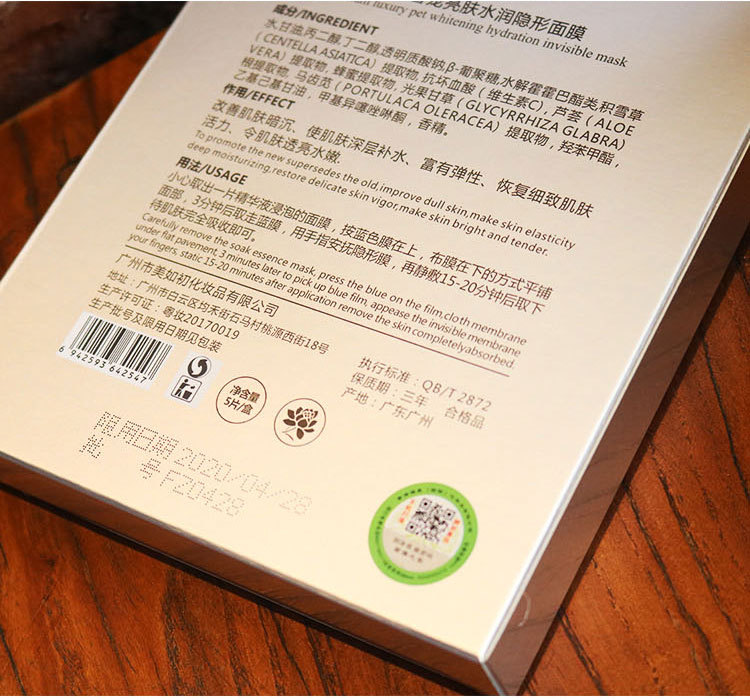 亮肤水润隐形面膜
luxury pet whitening hydration invisible mask
成分/INGREDIENT
水,甘油,丙二醇,丁二醇,透明质酸钠,β-葡聚糖,水解霍霍巴酯类,积雪草
(CENTELLA ASIATICA) 提取物, 抗坏血酸 (维生素C), 芦荟 (ALOE
VERA) 提取物, 蜂蜜提取物, 光果甘草 (GLYCYRRHIZA GLABRA)
根提取物, 马齿苋 (PORTULACA OLERACEA) 提取物, 羟苯甲酯,
乙基己基甘油, 甲基异噻唑啉酮, 香精。
作用/EFFECT
改善肌肤暗沉、使肌肤深层补水、富有弹性、恢复细致肌肤
活力、令肌肤透亮水嫩。
To promote the new supersedes the old,improve dull skin,make skin elasticity
deep moisturizing,restore delicate skin vigor,make skin bright and tender.
用法/USAGE
小心取出一片精华液浸泡的面膜，按蓝色膜在上，布膜在下的方式平铺
面部，3分钟后取走蓝膜，用手指安抚隐形膜，再静敷15-20分钟后取下
待肌肤完全吸收即可。
Carefully remove the soak essence mask, press the blue on the film,cloth membrane
under flat pavement,3 minutes later to pick up blue film, appease the invisible membrane
your fingers, static 15-20 minutes after application remove the skin completelyabsorbed.
广州市美如初化妆品有限公司
地址：广州市白云区均禾街石马村桃源西街18号
生产许可证：粤妆20170019
生产批号及限用日期见包装
6 942593 642547
净含量
5片/盒
执行标准：QB/T 2872
保质期：三年 合格品
产地：广东广州
限用日期 2020/04/28
批 号 F20428